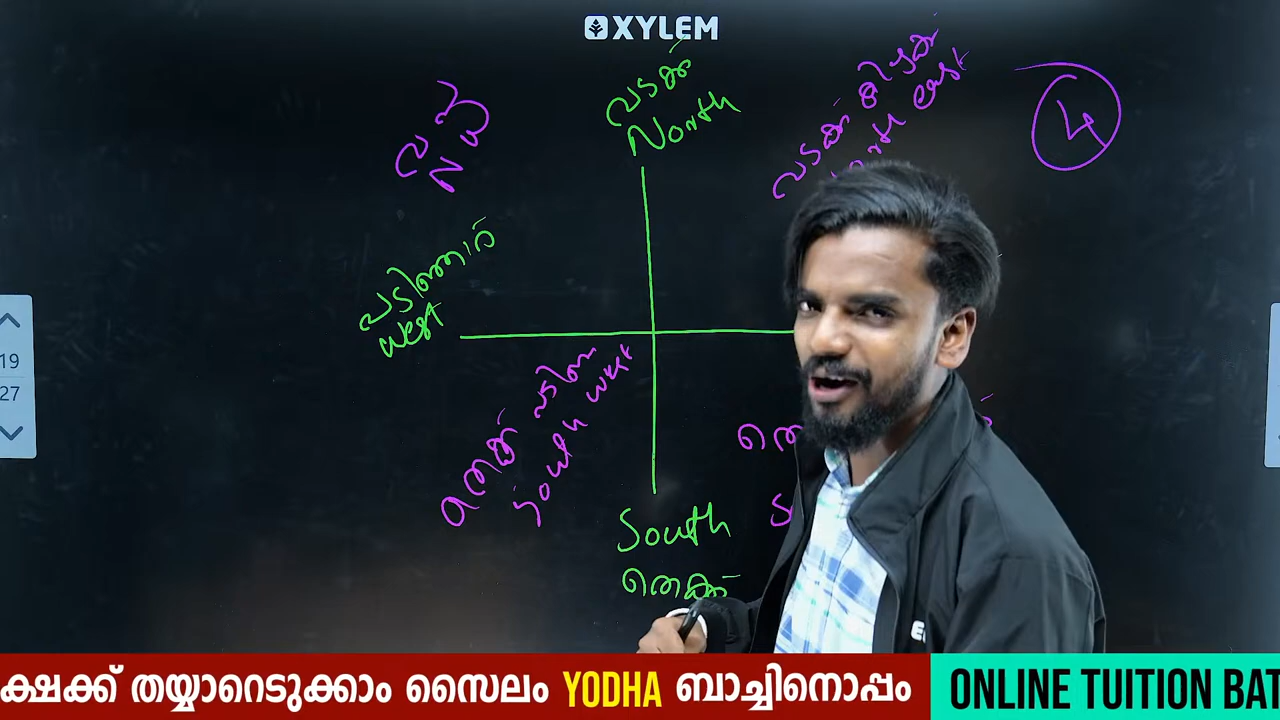 XYLEM
വടക്ക്
North
വടക്ക് കിഴക്ക്
north east
4
വ പ
N W
പടിഞ്ഞാറ്
west
19
27
തെക്ക് പടിഞ്ഞ
south west
South
തെക്ക്
ക്ഷക്ക് തയ്യാറെടുക്കാം സൈലം YODHA ബാച്ചിനൊപ്പം
ONLINE TUITION BAT